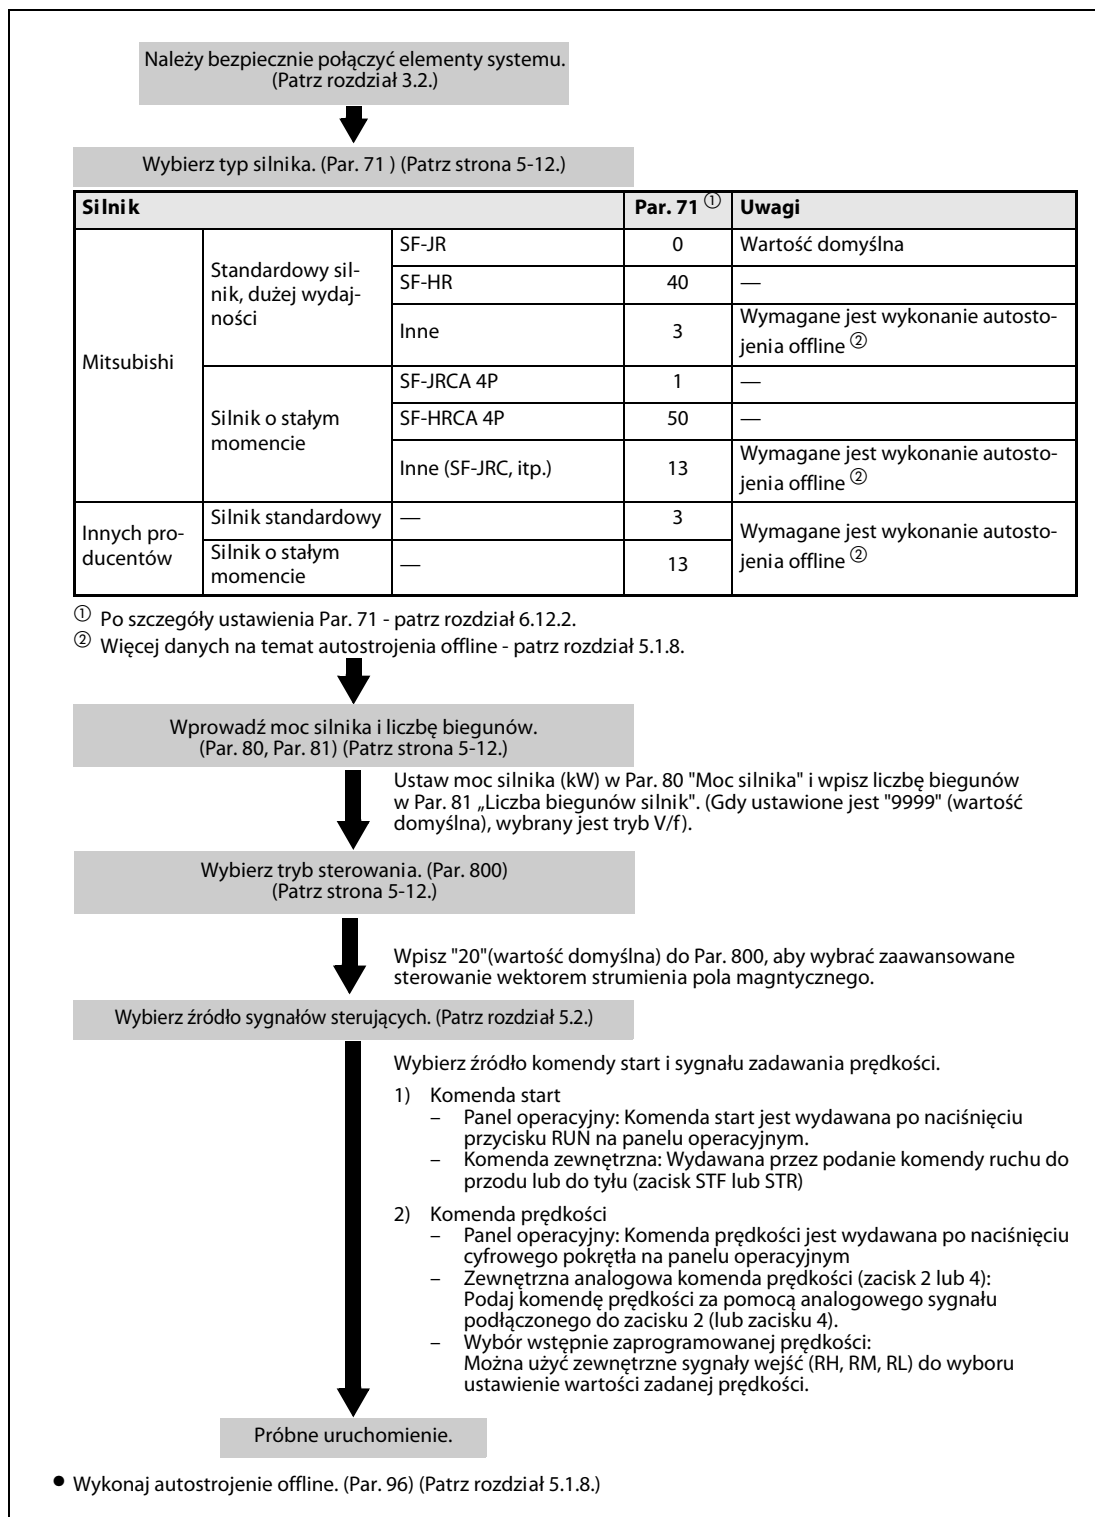 Należy bezpiecznie połączyć elementy systemu.
(Patrz rozdział 3.2.)
Wybierz typ silnika. (Par. 71 ) (Patrz strona 5-12.)
Silnik Par. 71 ① Uwagi
Mitsubishi
Standardowy sil-
nik, dużej wydaj-
ności
SF-JR 0 Wartość domyślna
SF-HR 40 —
Inne 3 Wymagane jest wykonanie autosto-
jenia offline ②
Silnik o stałym
momencie
SF-JRCA 4P 1 —
SF-HRCA 4P 50 —
Inne (SF-JRC, itp.) 13 Wymagane jest wykonanie autosto-
jenia offline ②
Innych pro-
ducentów
Silnik standardowy — 3
Silnik o stałym
momencie
— 13
Wymagane jest wykonanie autosto-
jenia offline ②
① Po szczegóły ustawienia Par. 71 - patrz rozdział 6.12.2.
② Więcej danych na temat autostrojenia offline - patrz rozdział 5.1.8.
Wprowadź moc silnika i liczbę biegunów.
(Par. 80, Par. 81) (Patrz strona 5-12.)
Ustaw moc silnika (kW) w Par. 80 "Moc silnika" i wpisz liczbę biegunów
w Par. 81 „Liczba biegunów silnik". (Gdy ustawione jest "9999" (wartość
domyślna), wybrany jest tryb V/f).
Wybierz tryb sterowania. (Par. 800)
(Patrz strona 5-12.)
Wpisz "20"(wartość domyślna) do Par. 800, aby wybrać zaawansowane
sterowanie wektorem strumienia pola magntycznego.
Wybierz źródło sygnałów sterujących. (Patrz rozdział 5.2.)
Wybierz źródło komendy start i sygnału zadawania prędkości.
1) Komenda start
– Panel operacyjny: Komenda start jest wydawana po naciśnięciu
przycisku RUN na panelu operacyjnym.
– Komenda zewnętrzna: Wydawana przez podanie komendy ruchu do
przodu lub do tyłu (zacisk STF lub STR)
2) Komenda prędkości
– Panel operacyjny: Komenda prędkości jest wydawana po naciśnięciu
cyfrowego pokrętła na panelu operacyjnym
– Zewnętrzna analogowa komenda prędkości (zacisk 2 lub 4):
Podaj komendę prędkości za pomocą analogowego sygnału
podłączonego do zacisku 2 (lub zacisku 4).
– Wybór wstępnie zaprogramowanej prędkości:
Można użyć zewnętrzne sygnały wejść (RH, RM, RL) do wyboru
ustawienie wartości zadanej prędkości.
Próbne uruchomienie.
● Wykonaj autostrojenie offline. (Par. 96) (Patrz rozdział 5.1.8.)